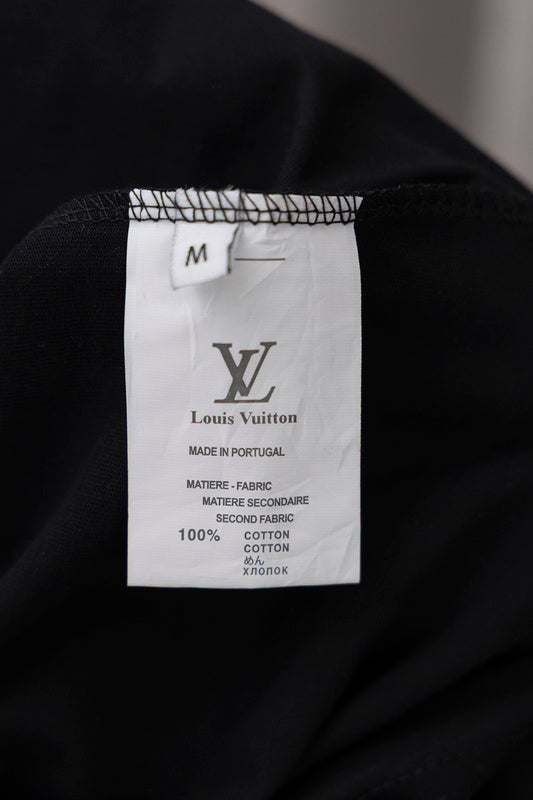 M
LV
Louis Vuitton
MADE IN PORTUGAL
MATIERE - FABRIC
MATIERE SECONDAIRE
SECOND FABRIC
100% COTTON
COTTON
めん
ХЛОПОК